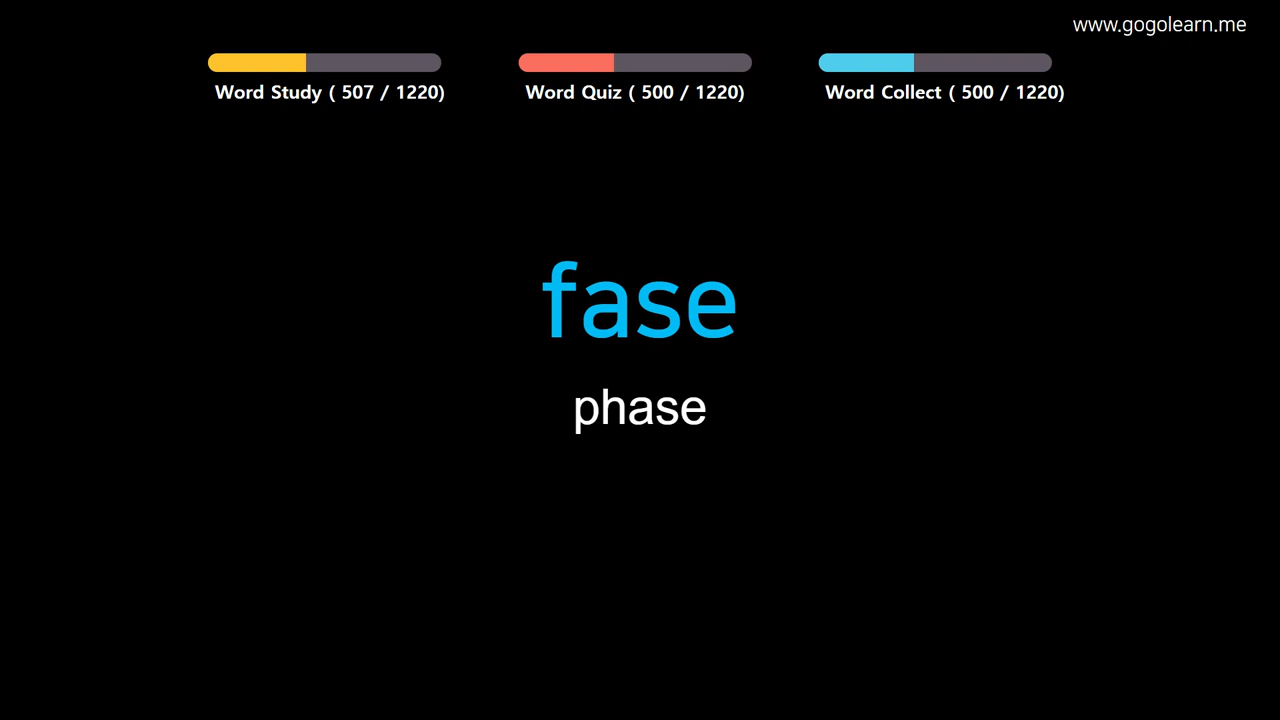 www.gogolearn.me
Word Study ( 507 / 1220)
Word Quiz ( 500 / 1220)
Word Collect ( 500 / 1220)
fase
phase